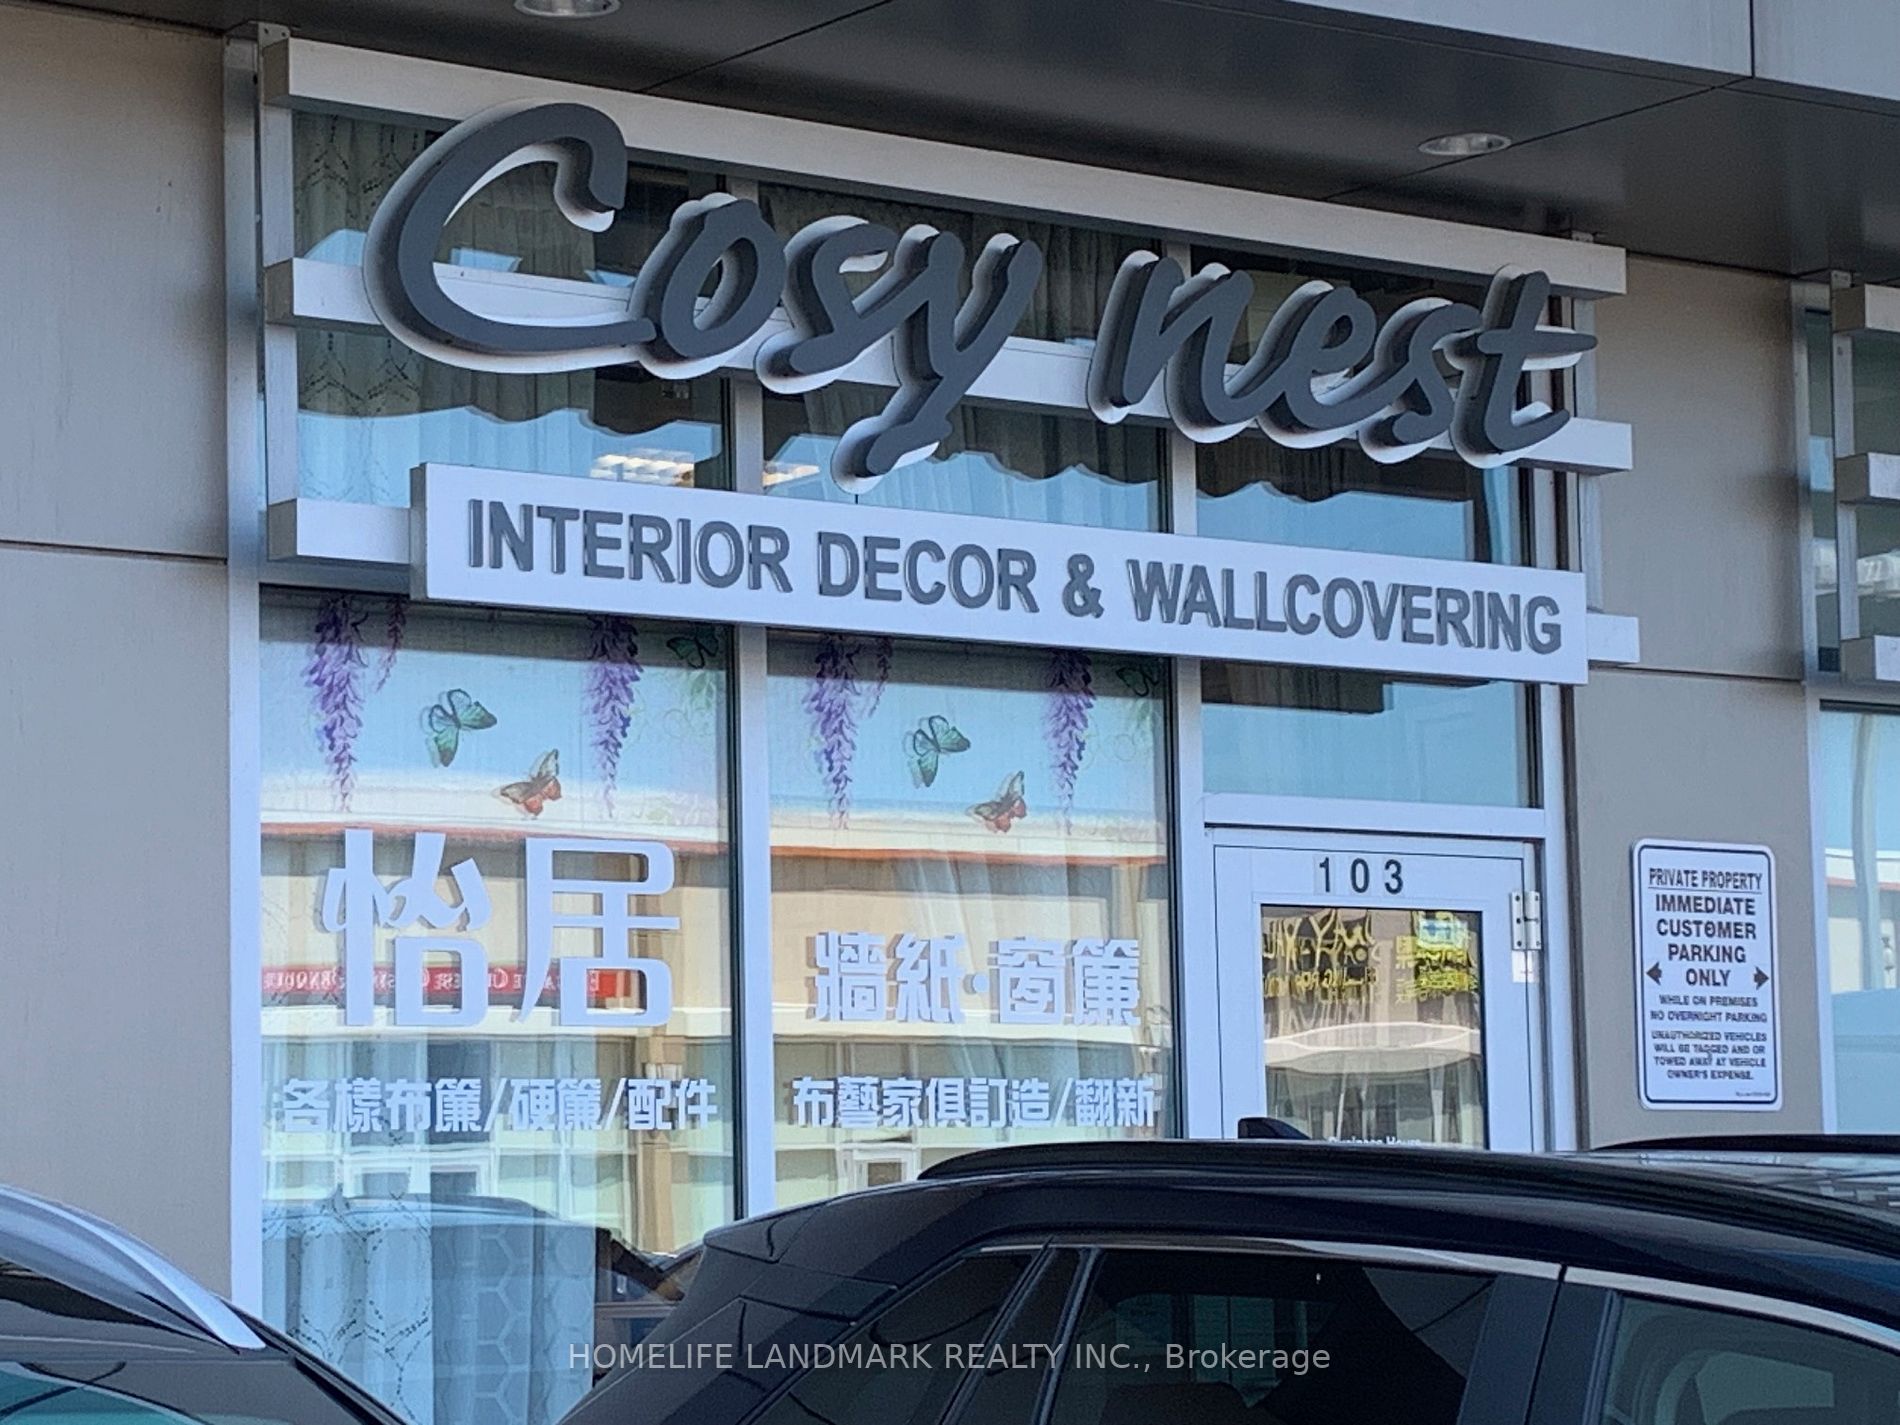 Cosy nest
INTERIOR DECOR & WALLCOVERING
103
怡居
牆紙·窗簾
各樣布簾/硬簾/配件
布藝家俱訂造/翻新
PRIVATE PROPERTY
IMMEDIATE
CUSTOMER
PARKING
ONLY
WHILE ON PREMISES
NO OVERNIGHT PARKING
UNAUTHORIZED VEHICLES
WILL BE TAGGED AND OR
TOWED AWAY AT VEHICLE
OWNER'S EXPENSE.
Business Hours
HOMELIFE LANDMARK REALTY INC., Brokerage